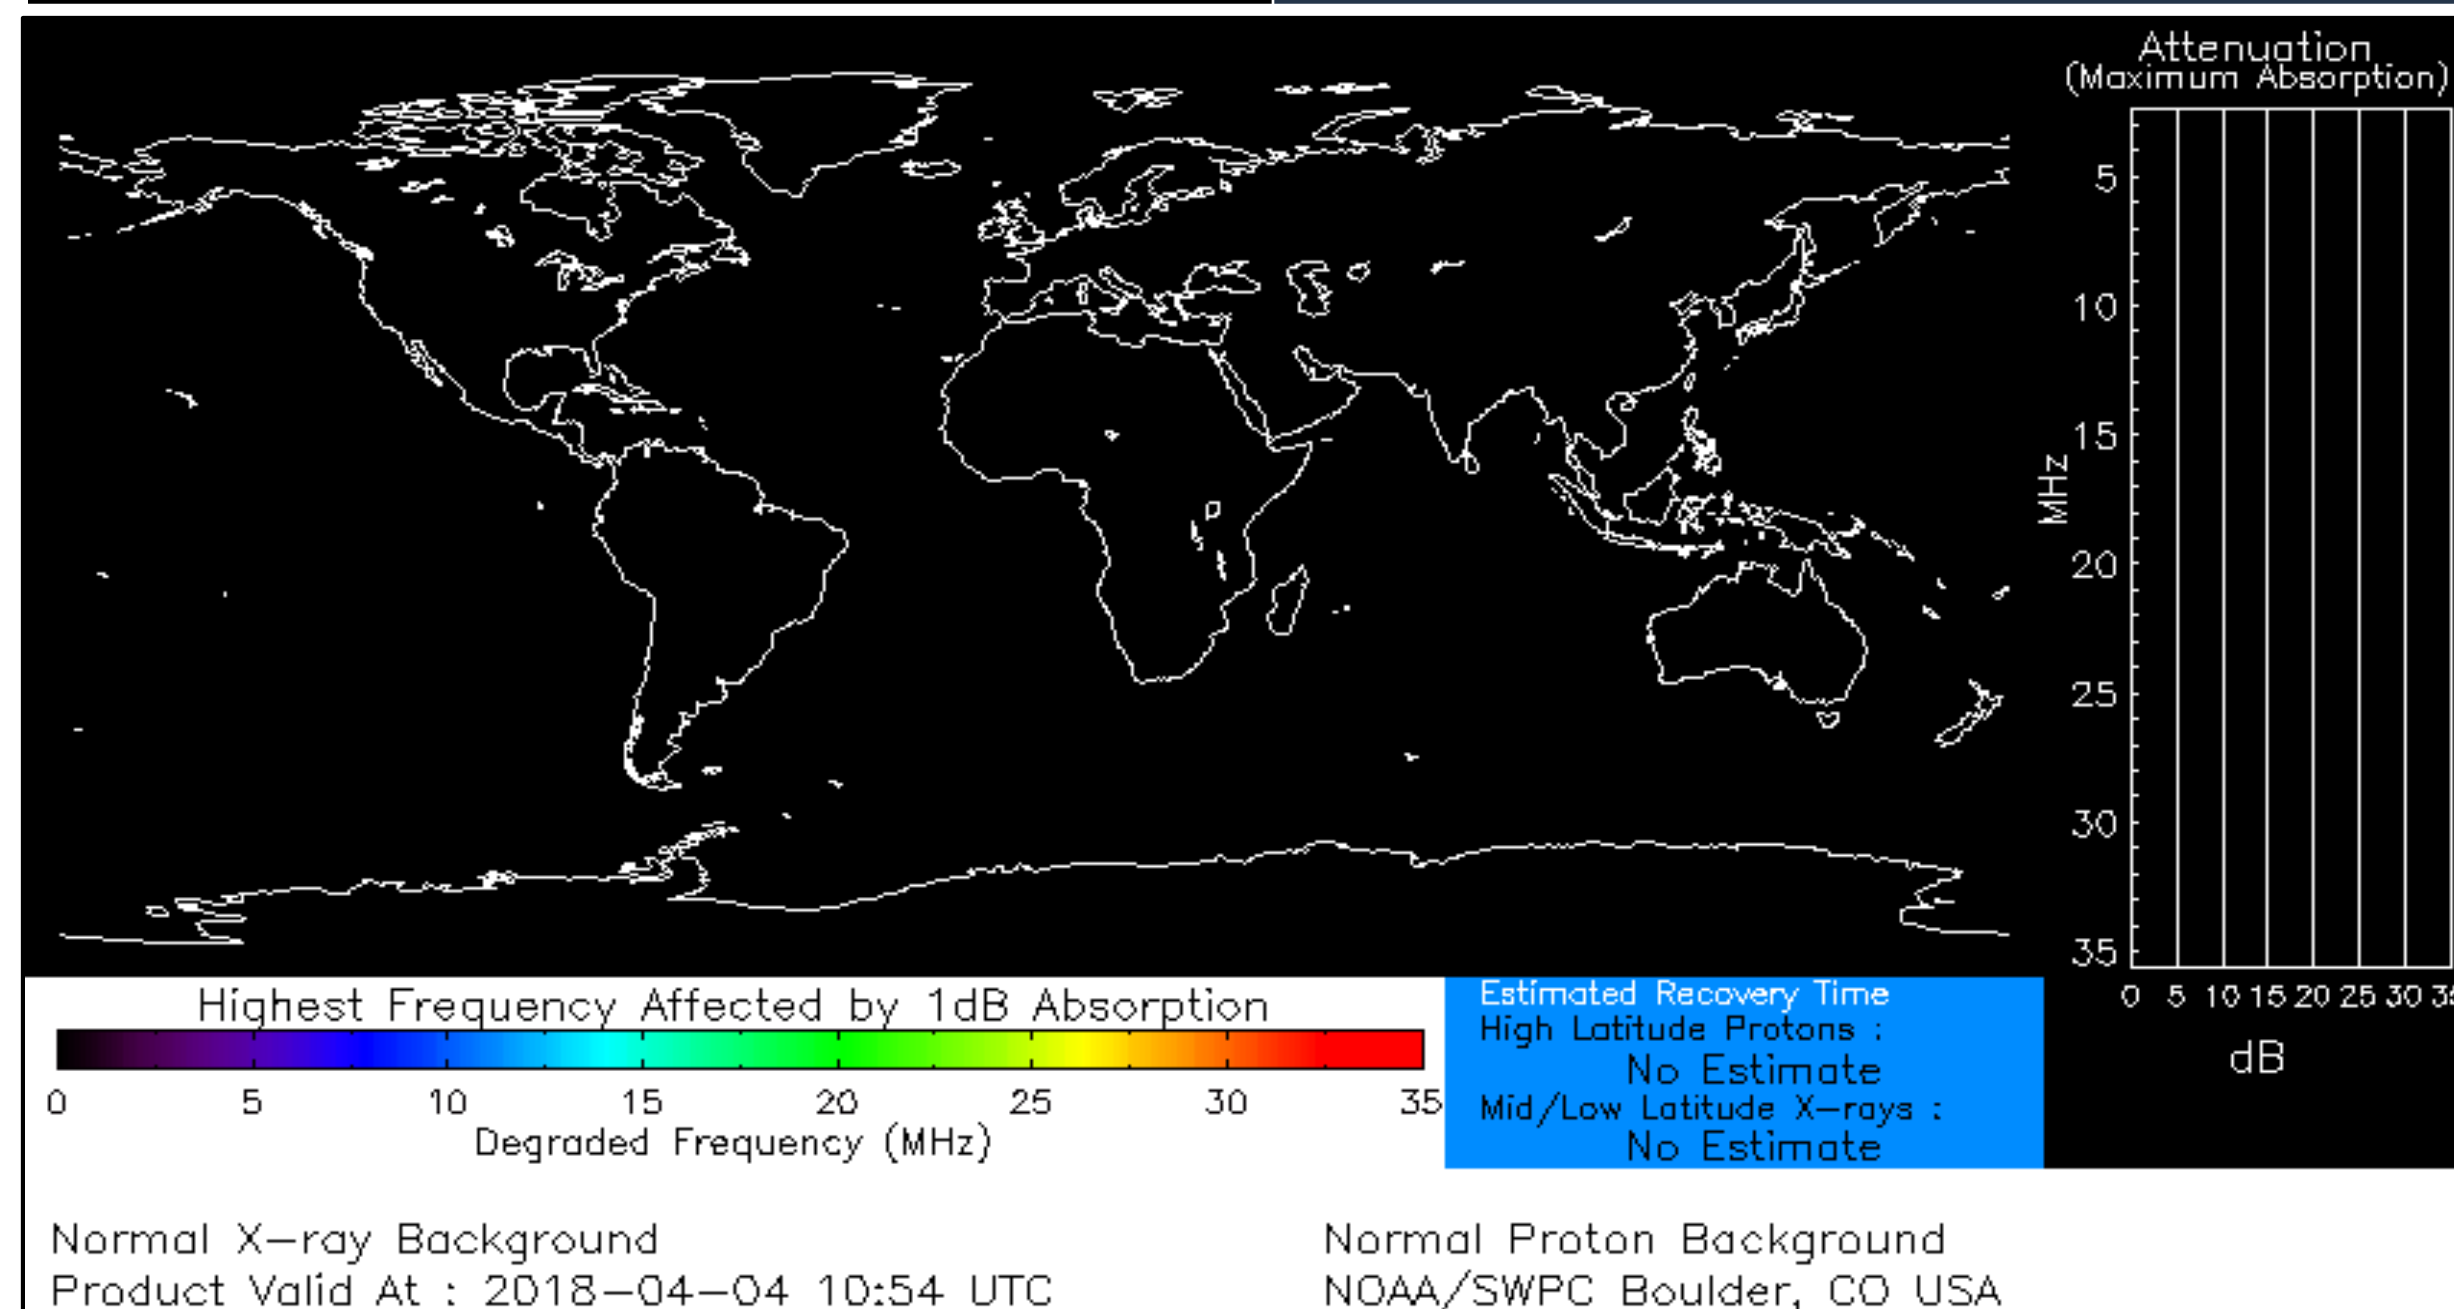 Attenuation
(Maximum Absorption)
5
10
15
20
25
30
35
MHz
0 5 10 15 20 25 30
dB
Highest Frequency Affected by 1dB Absorption
0 5 10 15 20 25 30 35
Degraded Frequency (MHz)
Estimated Recovery Time
High Latitude Protons :
No Estimate
Mid/Low Latitude X-rays :
No Estimate
Normal X-ray Background
Normal Proton Background
Product Valid At : 2018-04-04 10:54 UTC
NOAA/SWPC Boulder, CO USA